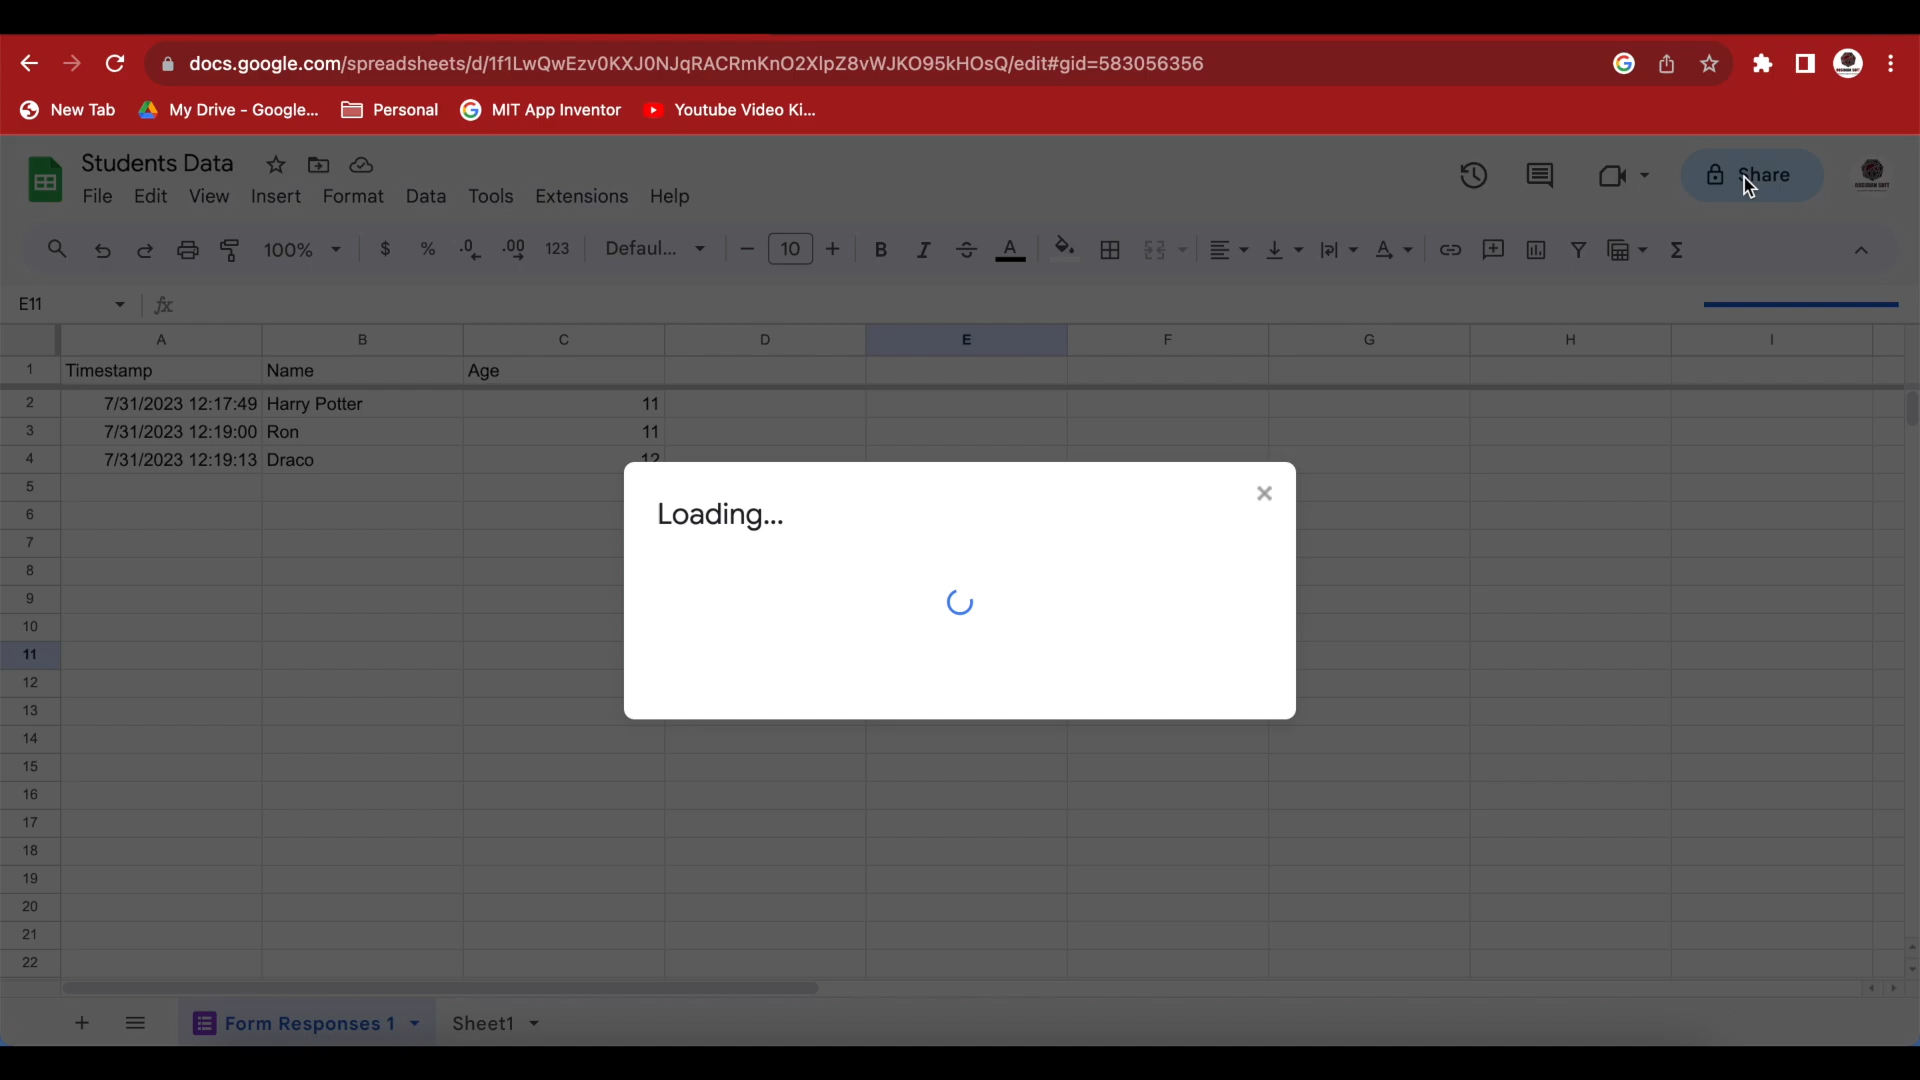 docs.google.com/spreadsheets/d/1f1LwQwEzv0KXJ0NJqRACRmKnO2XlpZ8vWJKO95kHOsQ/edit#gid=583056356
New Tab My Drive - Google... Personal MIT App Inventor Youtube Video Ki...
Students Data
File Edit View Insert Format Data Tools Extensions Help
Share
100% $ % .0 .00 123 Defaul... 10 B I A Σ
E11 fx
A B C D E F G H I
1 Timestamp Name Age
2 7/31/2023 12:17:49 Harry Potter 11
3 7/31/2023 12:19:00 Ron 11
4 7/31/2023 12:19:13 Draco 12
5
6
7
8
9
10
11
12
13
14
15
16
17
18
19
20
21
22
Loading...
Form Responses 1 Sheet1